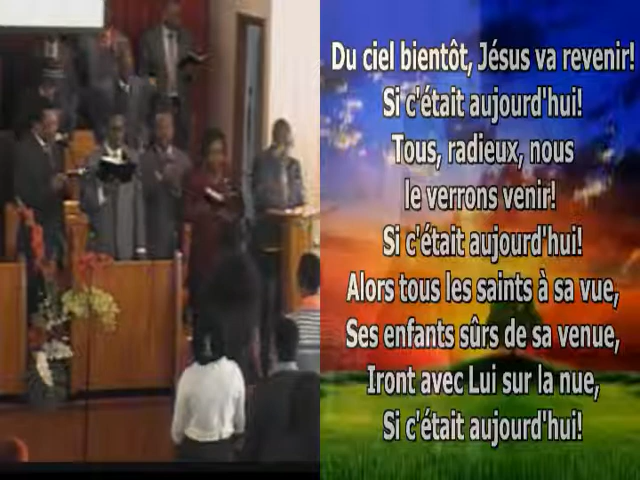 Du ciel bientôt, Jésus va revenir!
Si c'était aujourd'hui!
Tous, radieux, nous
le verrons venir!
Si c'était aujourd'hui!
Alors tous les saints à sa vue,
Ses enfants sûrs de sa venue,
Iront avec Lui sur la nue,
Si c'était aujourd'hui!